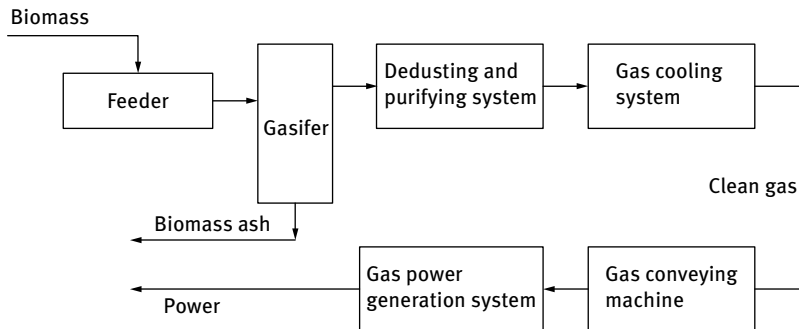 Biomass
Feeder
Gasifer
Dedusting and
purifying system
Gas cooling
system
Clean gas
Biomass ash
Gas power
generation system
Gas conveying
machine
Power